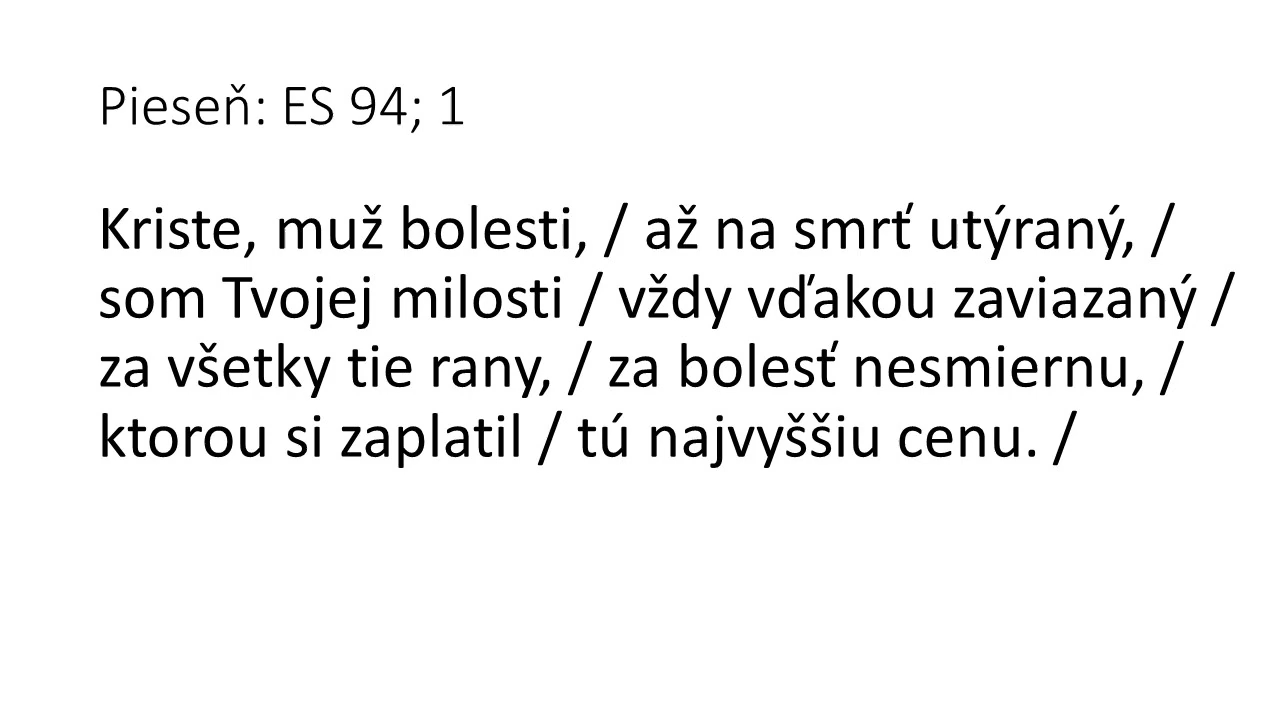 Pieseň: ES 94; 1
Kriste, muž bolesti, / až na smrť utýraný, /
som Tvojej milosti / vždy vďakou zaviazaný /
za všetky tie rany, / za bolesť nesmiernu, /
ktorou si zaplatil / tú najvyššiu cenu. /